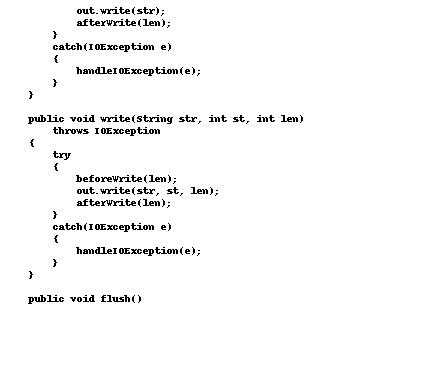 out.write(str);
        afterWrite(len);
    }
    catch(IOException e)
    {
        handleIOException(e);
    }
}

public void write(String str, int st, int len)
    throws IOException
{
    try
    {
        beforeWrite(len);
        out.write(str, st, len);
        afterWrite(len);
    }
    catch(IOException e)
    {
        handleIOException(e);
    }
}

public void flush()